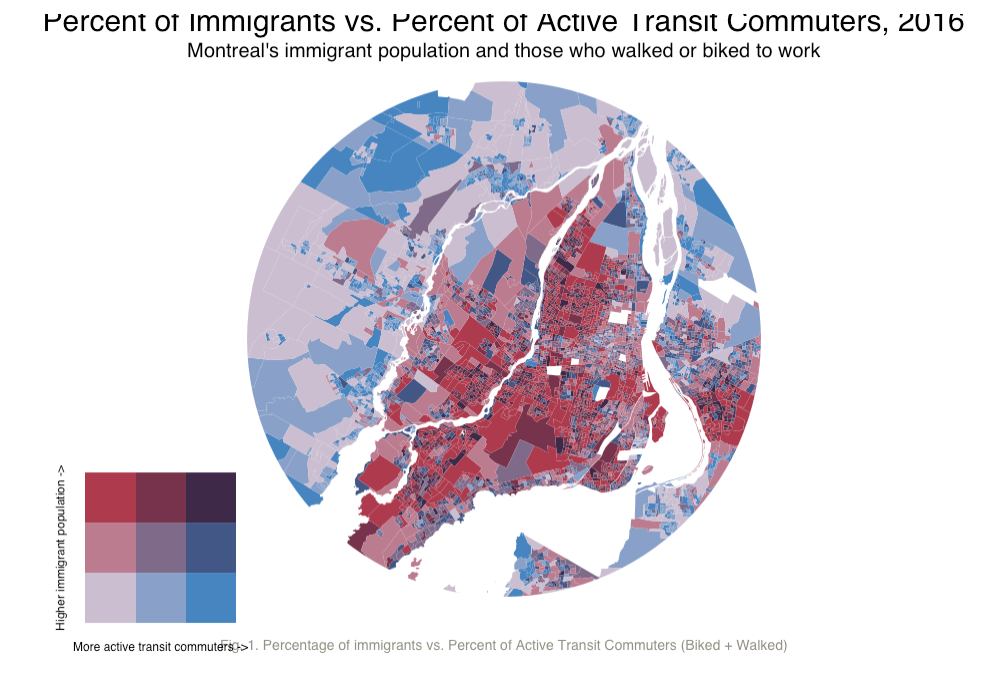 Percent of Immigrants vs. Percent of Active Transit Commuters, 2016
Montreal's immigrant population and those who walked or biked to work
Higher immigrant population ->
More active transit commuters->
Fig. 1. Percentage of immigrants vs. Percent of Active Transit Commuters (Biked + Walked)